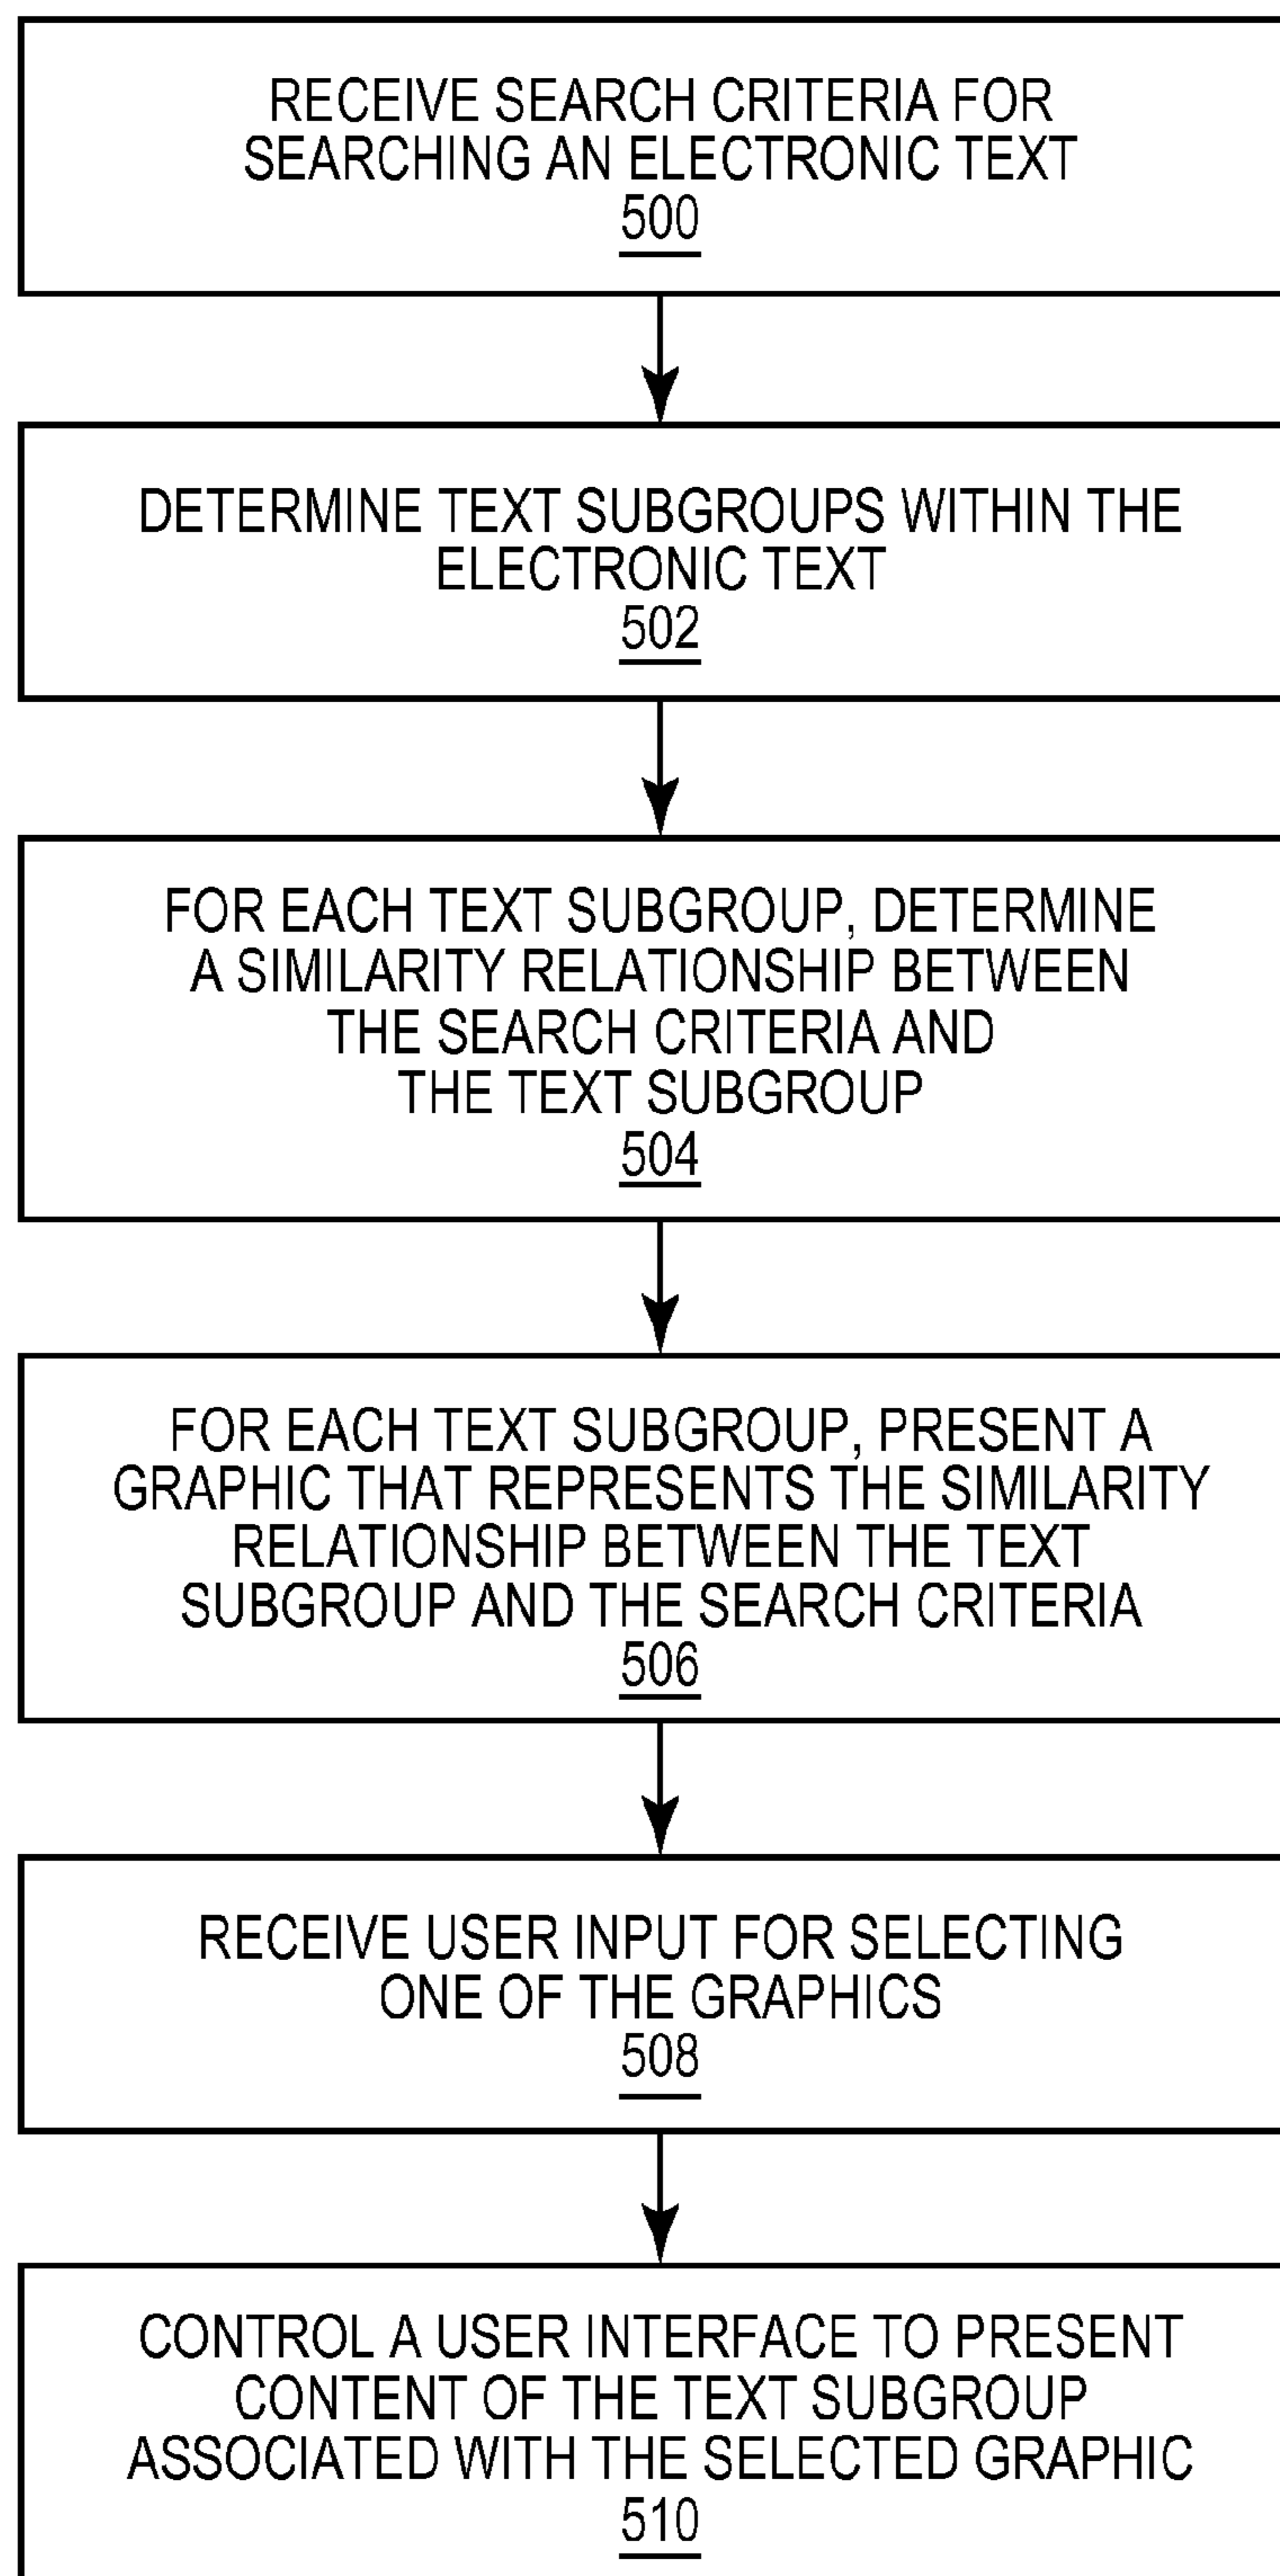 RECEIVE SEARCH CRITERIA FOR
SEARCHING AN ELECTRONIC TEXT
500
DETERMINE TEXT SUBGROUPS WITHIN THE
ELECTRONIC TEXT
502
FOR EACH TEXT SUBGROUP, DETERMINE
A SIMILARITY RELATIONSHIP BETWEEN
THE SEARCH CRITERIA AND
THE TEXT SUBGROUP
504
FOR EACH TEXT SUBGROUP, PRESENT A
GRAPHIC THAT REPRESENTS THE SIMILARITY
RELATIONSHIP BETWEEN THE TEXT
SUBGROUP AND THE SEARCH CRITERIA
506
RECEIVE USER INPUT FOR SELECTING
ONE OF THE GRAPHICS
508
CONTROL A USER INTERFACE TO PRESENT
CONTENT OF THE TEXT SUBGROUP
ASSOCIATED WITH THE SELECTED GRAPHIC
510